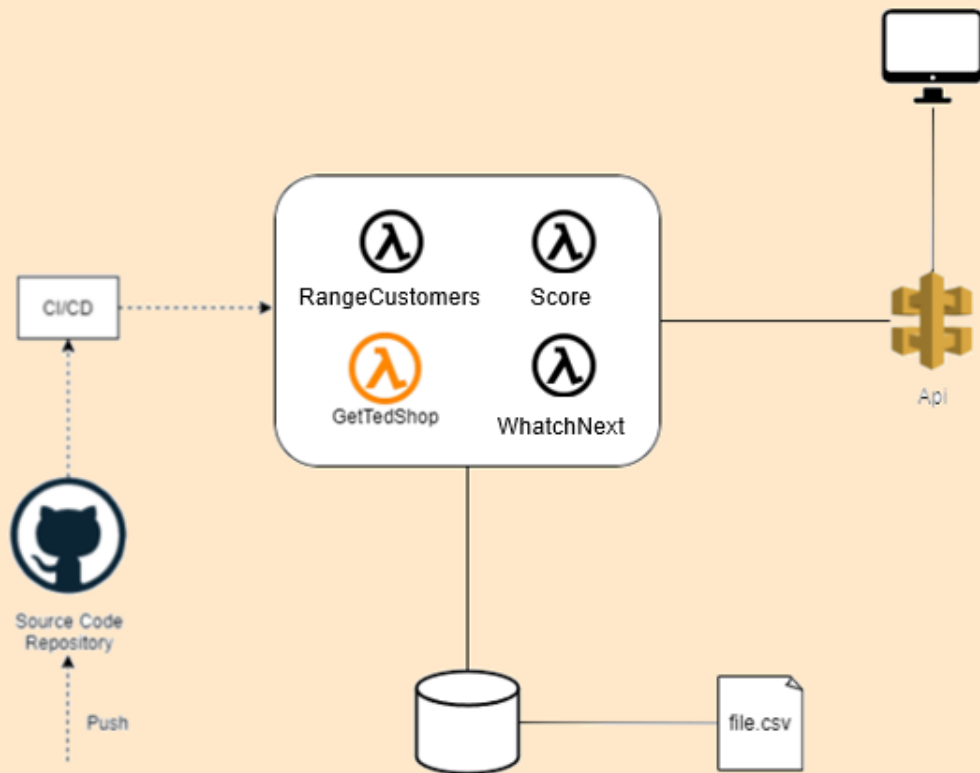 RangeCustomers
Score
CI/CD
GetTedShop
WhatchNext
Api
Source Code
Repository
Push
file.csv